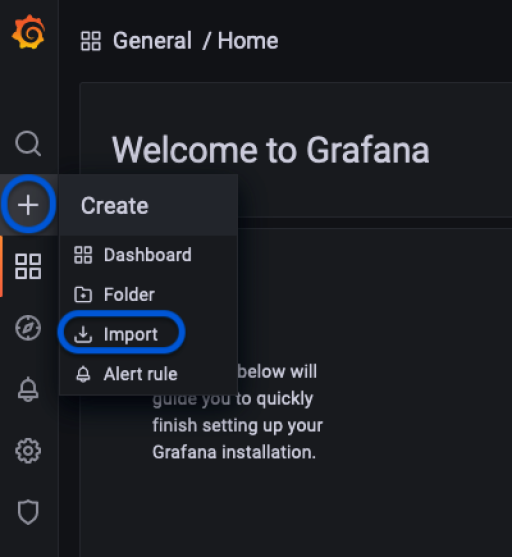 General / Home
Welcome to Grafana
Create
Dashboard
Folder
Import
Alert rule
below will
guide you to quickly
finish setting up your
Grafana installation.